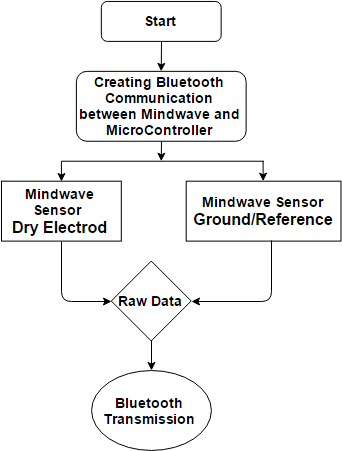 Start
Creating Bluetooth
Communication
between Mindwave and
MicroController
Mindwave
Sensor
Dry Electrod
Mindwave Sensor
Ground/Reference
Raw Data
Bluetooth
Transmission